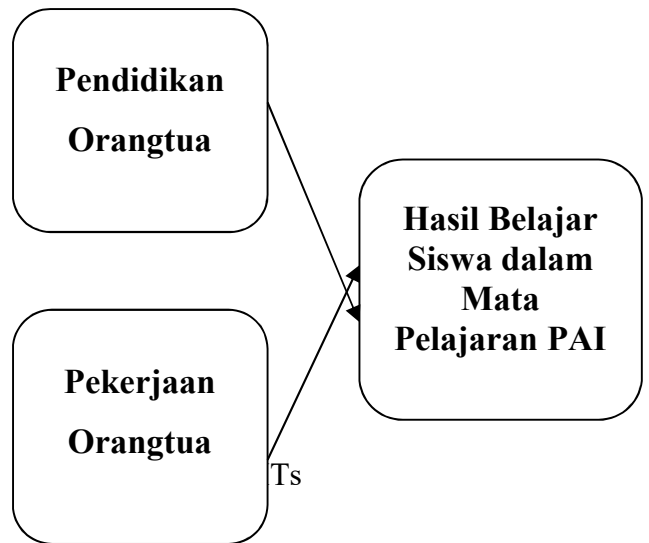 Pendidikan
Orangtua
Hasil Belajar
Siswa dalam
Mata
Pelajaran PAI
Pekerjaan
Orangtua
Ts